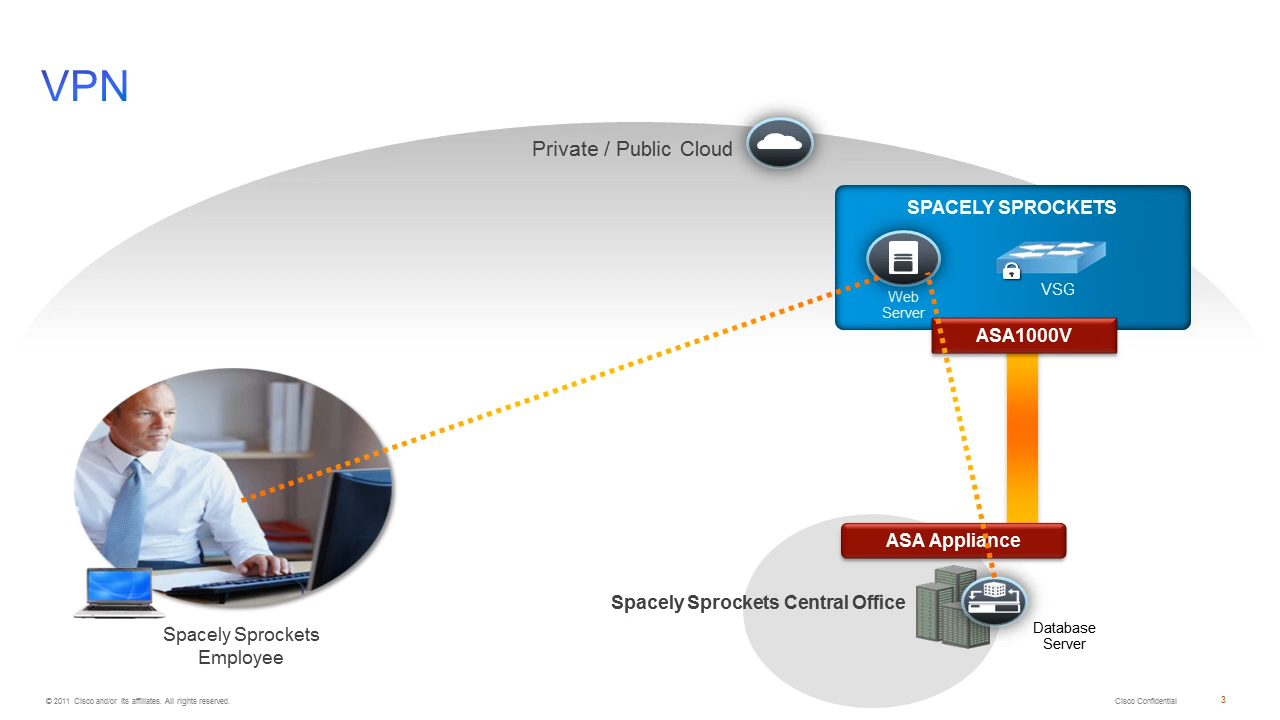 VPN
Private / Public Cloud
SPACELY SPROCKETS
Web
Server
VSG
ASA1000V
ASA Appliance
Spacely Sprockets Central Office
Database
Server
Spacely Sprockets
Employee
© 2011 Cisco and/or its affiliates. All rights reserved.
Cisco Confidential
3